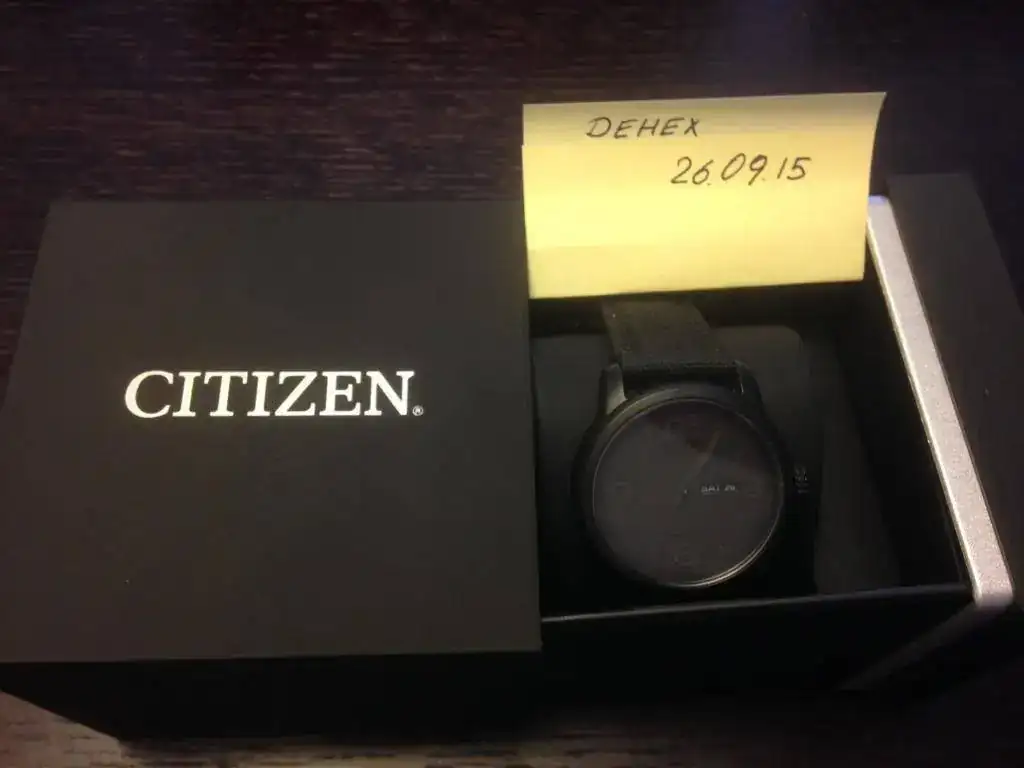 DEHEX
26.09.15
CITIZEN®
SAT 26